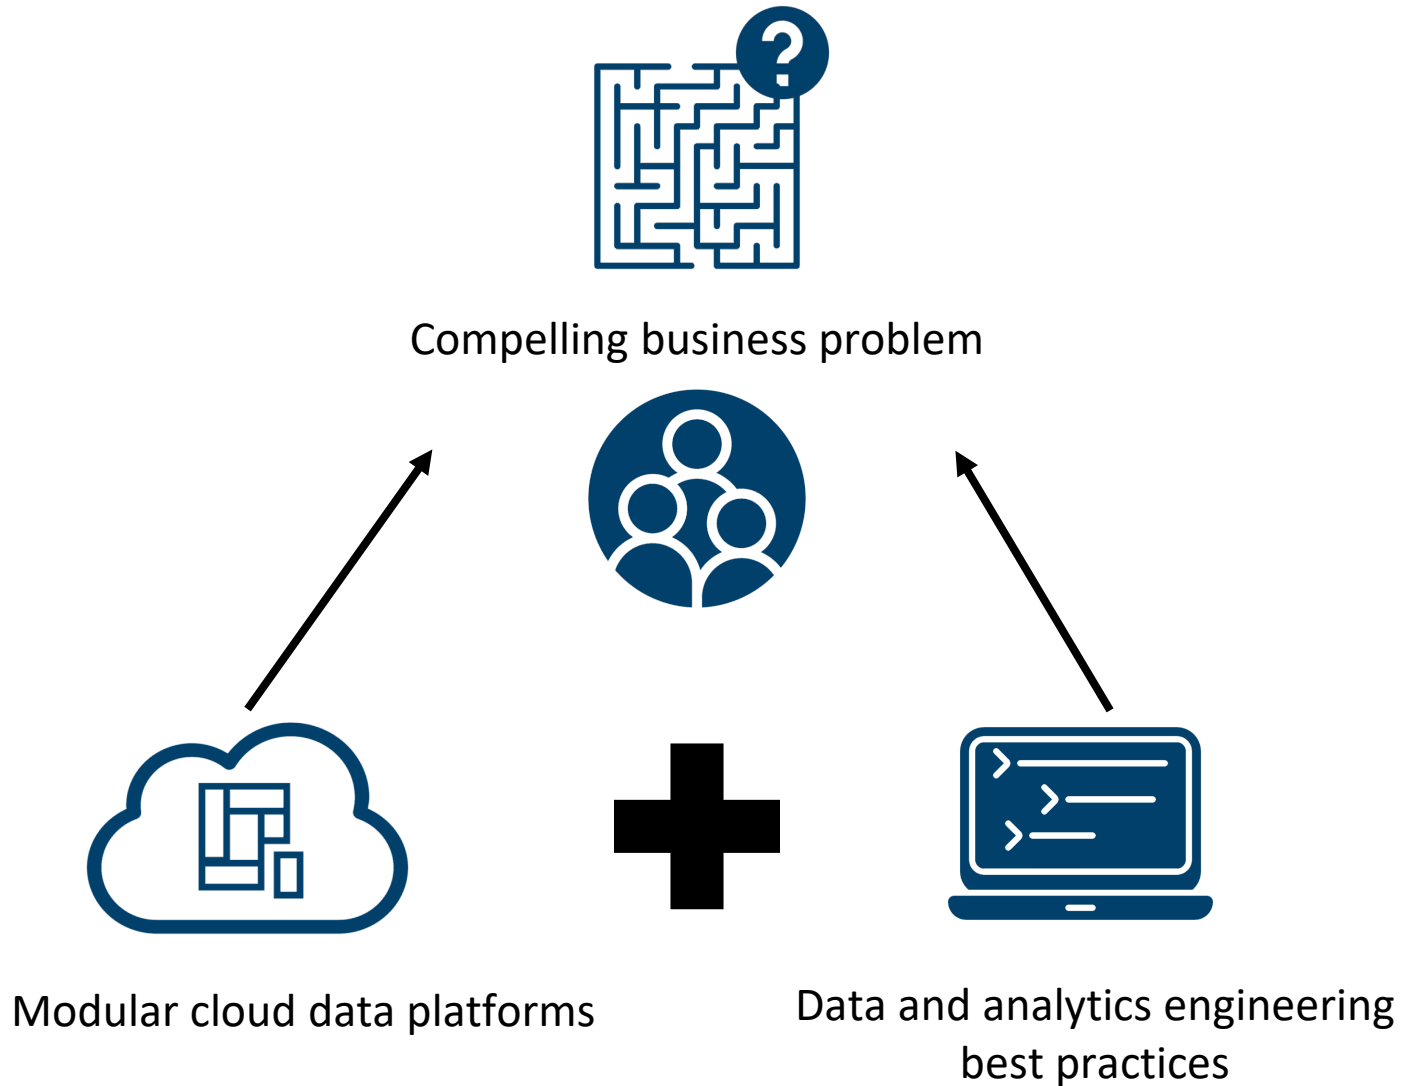 ?
Compelling business problem
Modular cloud data platforms
Data and analytics engineering
best practices